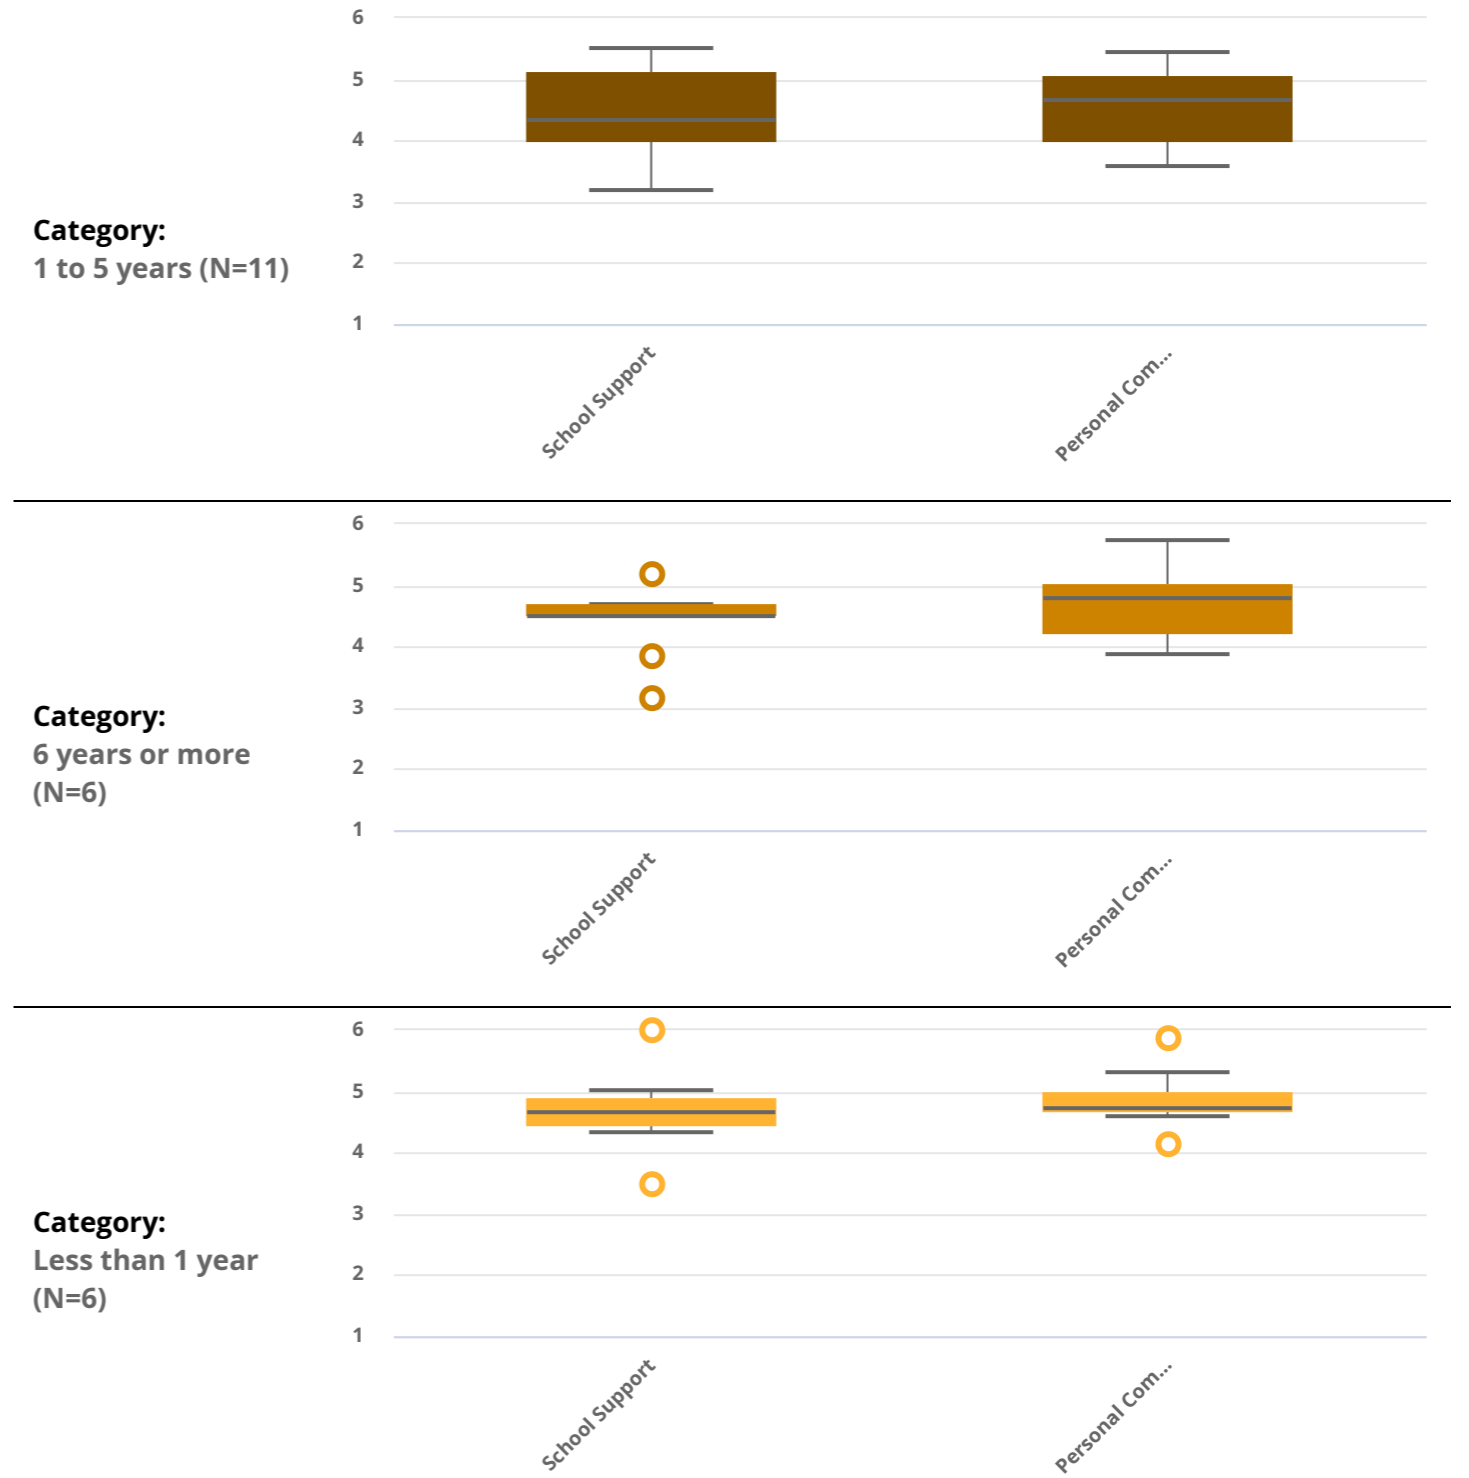 6
5
4
3
2
1
Category:
1 to 5 years (N=11)
School Support
Personal Com...
6
5
4
3
2
1
Category:
6 years or more
(N=6)
School Support
Personal Com...
6
5
4
3
2
1
Category:
Less than 1 year
(N=6)
School Support
Personal Com...